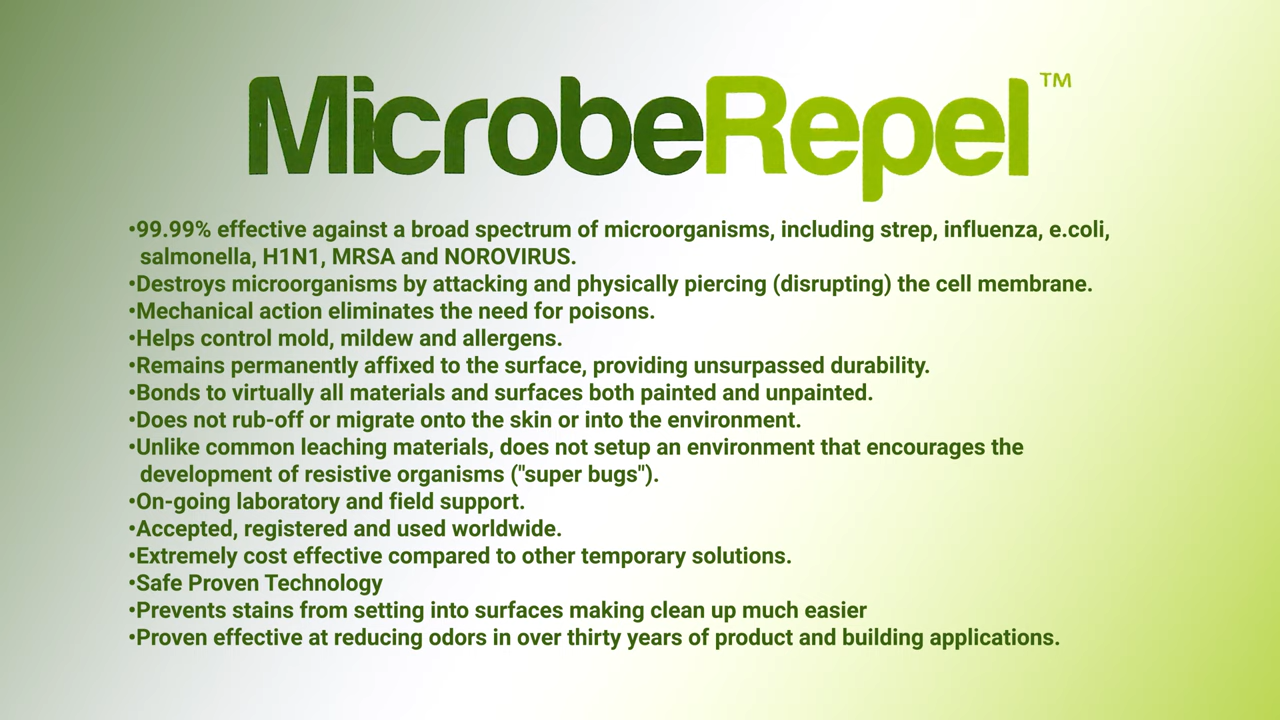 MicrobeRepel™
•99.99% effective against a broad spectrum of microorganisms, including strep, influenza, e.coli,
salmonella, H1N1, MRSA and NOROVIRUS.
•Destroys microorganisms by attacking and physically piercing (disrupting) the cell membrane.
•Mechanical action eliminates the need for poisons.
•Helps control mold, mildew and allergens.
•Remains permanently affixed to the surface, providing unsurpassed durability.
•Bonds to virtually all materials and surfaces both painted and unpainted.
•Does not rub-off or migrate onto the skin or into the environment.
•Unlike common leaching materials, does not setup an environment that encourages the
development of resistive organisms ("super bugs").
•On-going laboratory and field support.
•Accepted, registered and used worldwide.
•Extremely cost effective compared to other temporary solutions.
•Safe Proven Technology
•Prevents stains from setting into surfaces making clean up much easier
•Proven effective at reducing odors in over thirty years of product and building applications.